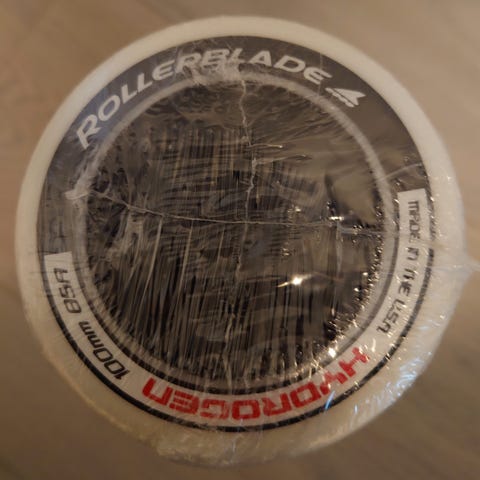 ROLLERBLADE
MADE IN THE USA
HYDROGEN
100mm 85A